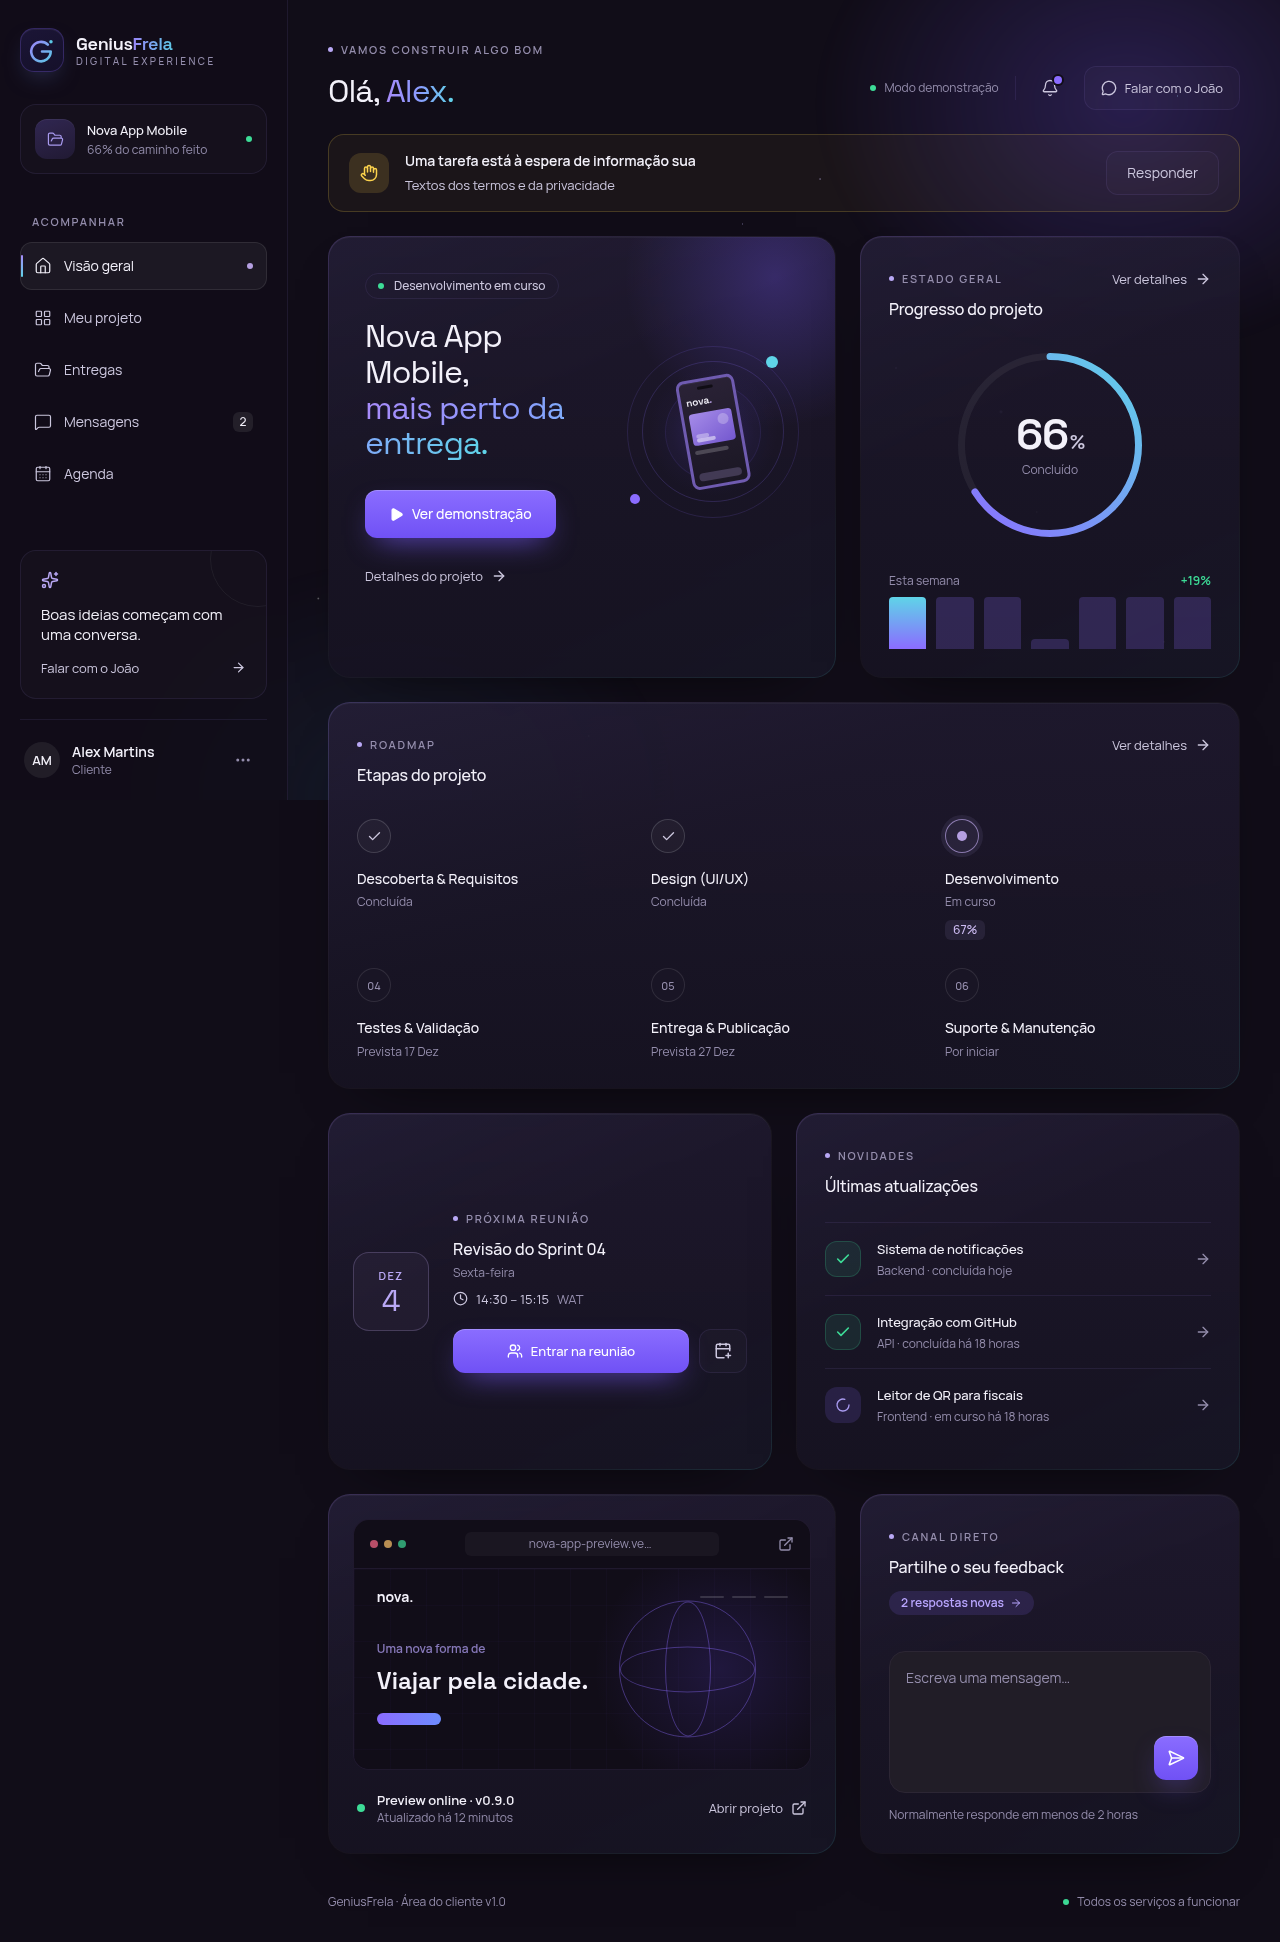 GeniusFrela
DIGITAL EXPERIENCE
Nova App Mobile
66% do caminho feito
ACOMPANHAR
Visão geral
Meu projeto
Entregas
Mensagens 2
Agenda
Boas ideias começam com
uma conversa.
Falar com o João
AM
Alex Martins
Cliente
VAMOS CONSTRUIR ALGO BOM
Olá, Alex.
Modo demonstração
Falar com o João
Uma tarefa está à espera de informação sua
Textos dos termos e da privacidade
Responder
Desenvolvimento em curso
Nova App
Mobile,
mais perto da
entrega.
Ver demonstração
Detalhes do projeto
nova.
ESTADO GERAL
Ver detalhes
Progresso do projeto
66%
Concluído
Esta semana +19%
ROADMAP
Ver detalhes
Etapas do projeto
Descoberta & Requisitos
Concluída
Design (UI/UX)
Concluída
Desenvolvimento
Em curso
67%
04
Testes & Validação
Prevista 17 Dez
05
Entrega & Publicação
Prevista 27 Dez
06
Suporte & Manutenção
Por iniciar
DEZ
4
PRÓXIMA REUNIÃO
Revisão do Sprint 04
Sexta-feira
14:30 – 15:15 WAT
Entrar na reunião
NOVIDADES
Últimas atualizações
Sistema de notificações
Backend · concluída hoje
Integração com GitHub
API · concluída há 18 horas
Leitor de QR para fiscais
Frontend · em curso há 18 horas
nova-app-preview.ve…
nova.
Uma nova forma de
Viajar pela cidade.
Preview online · v0.9.0
Atualizado há 12 minutos
Abrir projeto
CANAL DIRETO
Partilhe o seu feedback
2 respostas novas
Escreva uma mensagem…
Normalmente responde em menos de 2 horas
GeniusFrela · Área do cliente v1.0
Todos os serviços a funcionar